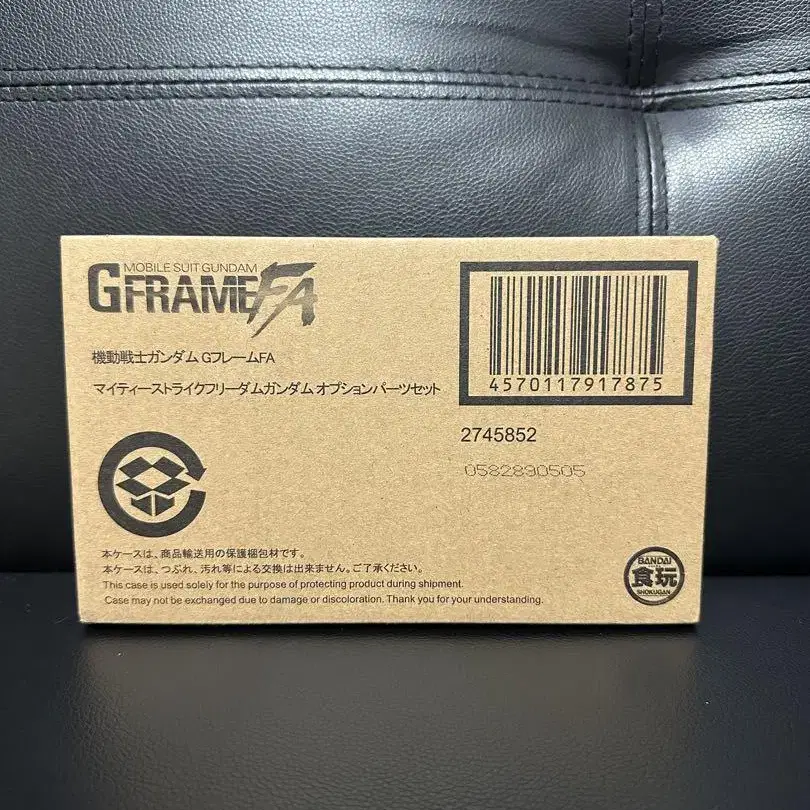 MOBILE SUIT GUNDAM
GFRAMEFA
機動戦士ガンダム GフレームFA
マイティーストライクフリーダムガンダム オプションパーツセット
4570117917875
2745852
0582890505
本ケースは、商品輸送用の保護梱包材です。
本ケースは、つぶれ、汚れ等による交換は出来ません。ご了承ください。
This case is used solely for the purpose of protecting product during shipment.
Case may not be exchanged due to damage or discoloration. Thank you for your understanding.
BANDAI
食玩
SHOKUGAN